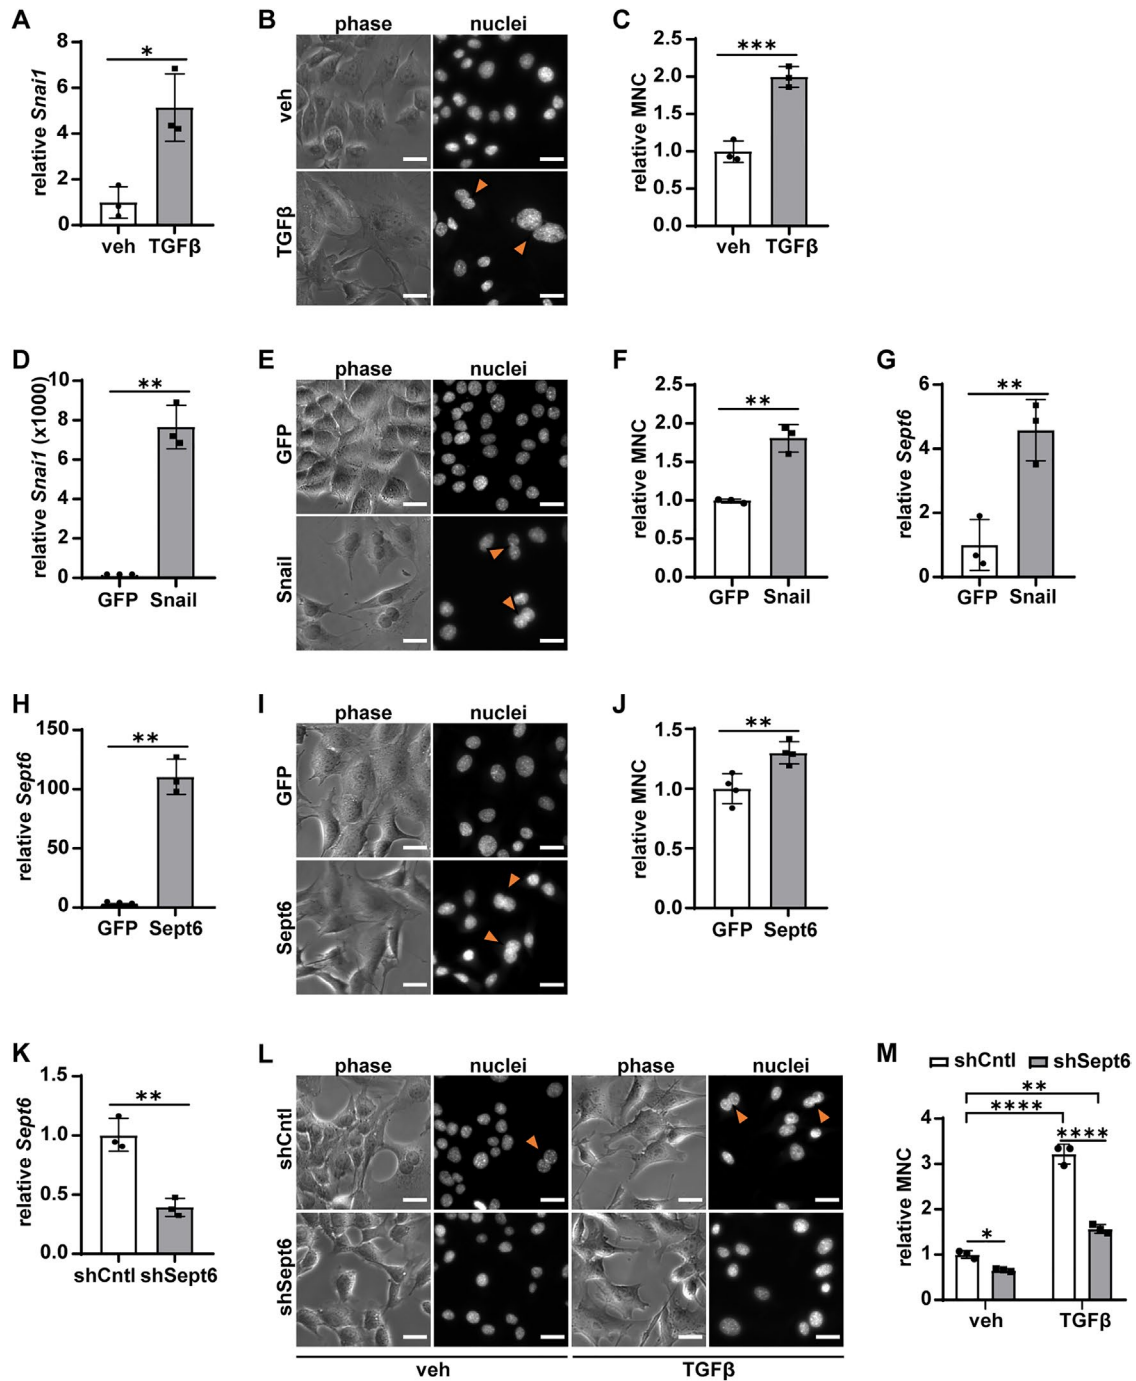 A
relative Snai1
8
6
4
2
0
*
veh TGFβ
B
phase nuclei
veh
TGFβ
C
relative MNC
2.5
2.0
1.5
1.0
0.5
0.0
***
veh TGFβ
D
relative Snai1 (x1000)
10
8
6
4
2
0
**
GFP Snail
E
phase nuclei
GFP
Snail
F
relative MNC
2.5
2.0
1.5
1.0
0.5
0.0
**
GFP Snail
G
relative Sept6
6
4
2
0
**
GFP Snail
H
relative Sept6
150
100
50
0
**
GFP Sept6
I
phase nuclei
GFP
Sept6
J
relative MNC
1.5
1.0
0.5
0.0
**
GFP Sept6
K
relative Sept6
1.5
1.0
0.5
0.0
**
shCntl shSept6
L
phase nuclei phase nuclei
shCntl
shSept6
veh TGFβ
M
shCntl shSept6
relative MNC
4
3
2
1
0
**
****
****
*
veh TGFβ